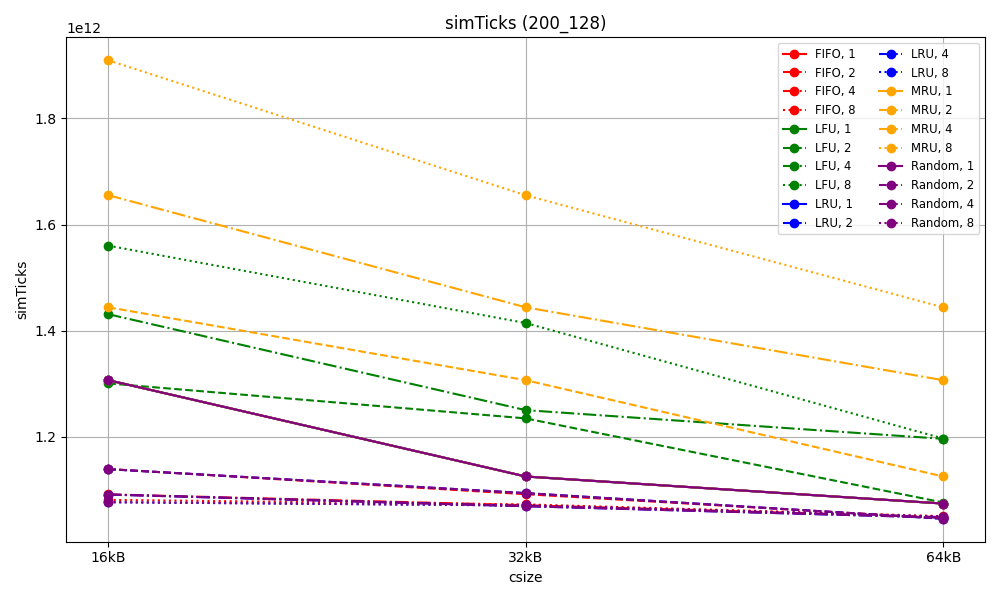 simTicks (200_128)
1e12
FIFO, 1
FIFO, 2
FIFO, 4
FIFO, 8
LFU, 1
LFU, 2
LFU, 4
LFU, 8
LRU, 1
LRU, 2
LRU, 4
LRU, 8
MRU, 1
MRU, 2
MRU, 4
MRU, 8
Random, 1
Random, 2
Random, 4
Random, 8
simTicks
1.8
1.6
1.4
1.2
16kB
32kB
64kB
csize